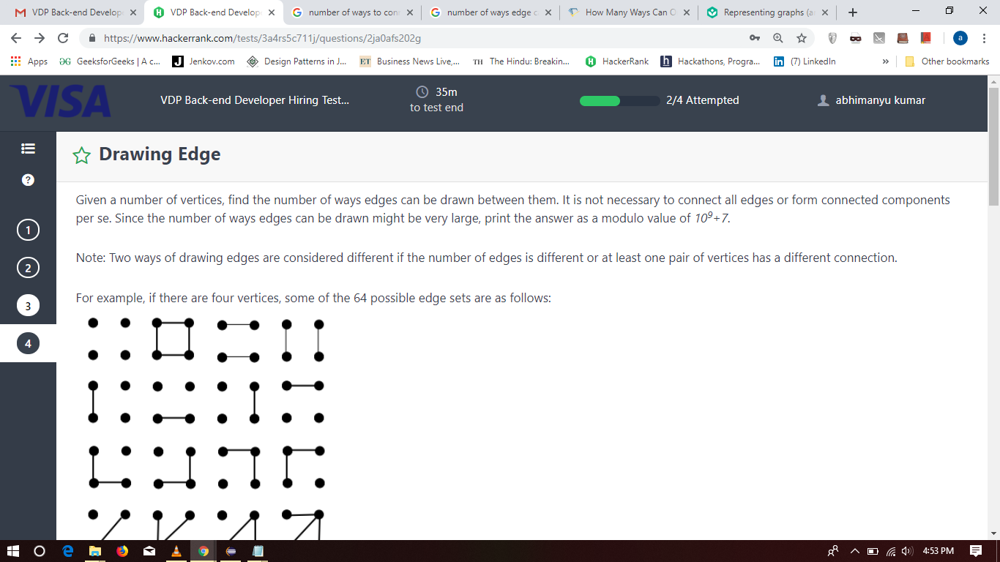 VDP Back-end Develop
VDP Back-end Develop
number of ways to con
number of ways edge c
How Many Ways Can O
Representing graphs (a
https://www.hackerrank.com/tests/3a4rs5c711j/questions/2ja0afs202g
a
Apps
GeeksforGeeks | A c...
Jenkov.com
Design Patterns in J...
ET Business News Live,...
TH The Hindu: Breakin...
HackerRank
h Hackathons, Progra...
in (7) LinkedIn
»
Other bookmarks
VISA
VDP Back-end Developer Hiring Test...
35m
to test end
2/4 Attempted
abhimanyu kumar
?
1
2
3
4
Drawing Edge
Given a number of vertices, find the number of ways edges can be drawn between them. It is not necessary to connect all edges or form connected components
per se. Since the number of ways edges can be drawn might be very large, print the answer as a modulo value of 10⁹+7.
Note: Two ways of drawing edges are considered different if the number of edges is different or at least one pair of vertices has a different connection.
For example, if there are four vertices, some of the 64 possible edge sets are as follows:
4:53 PM